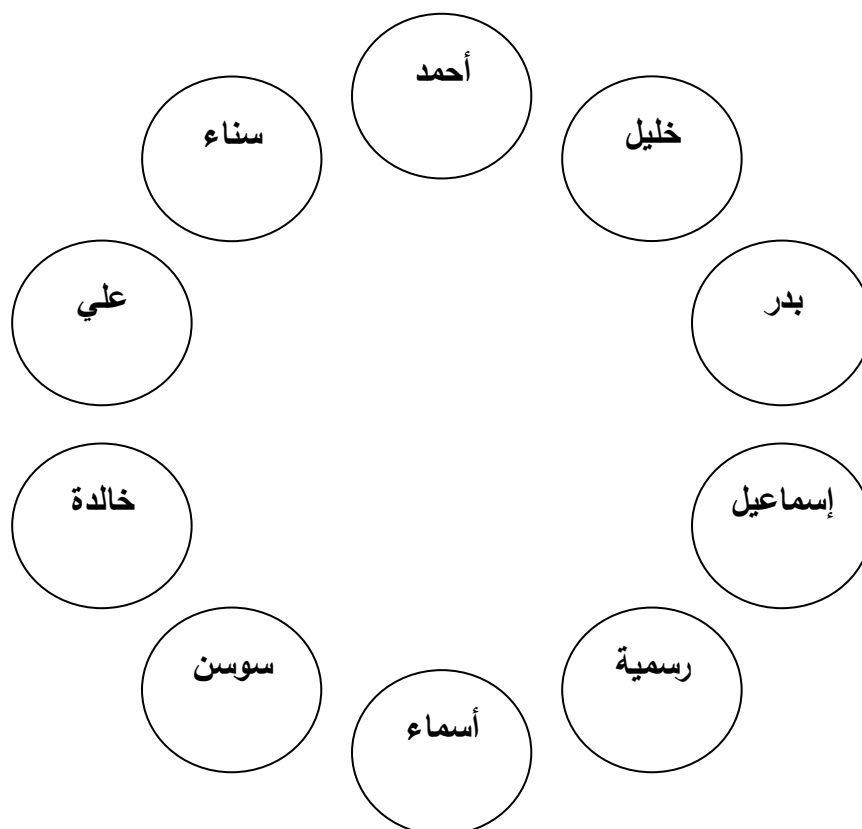 أحمد
خليل
سناء
بدر
علي
إسماعيل
خالدة
رسمية
سوسن
أسماء